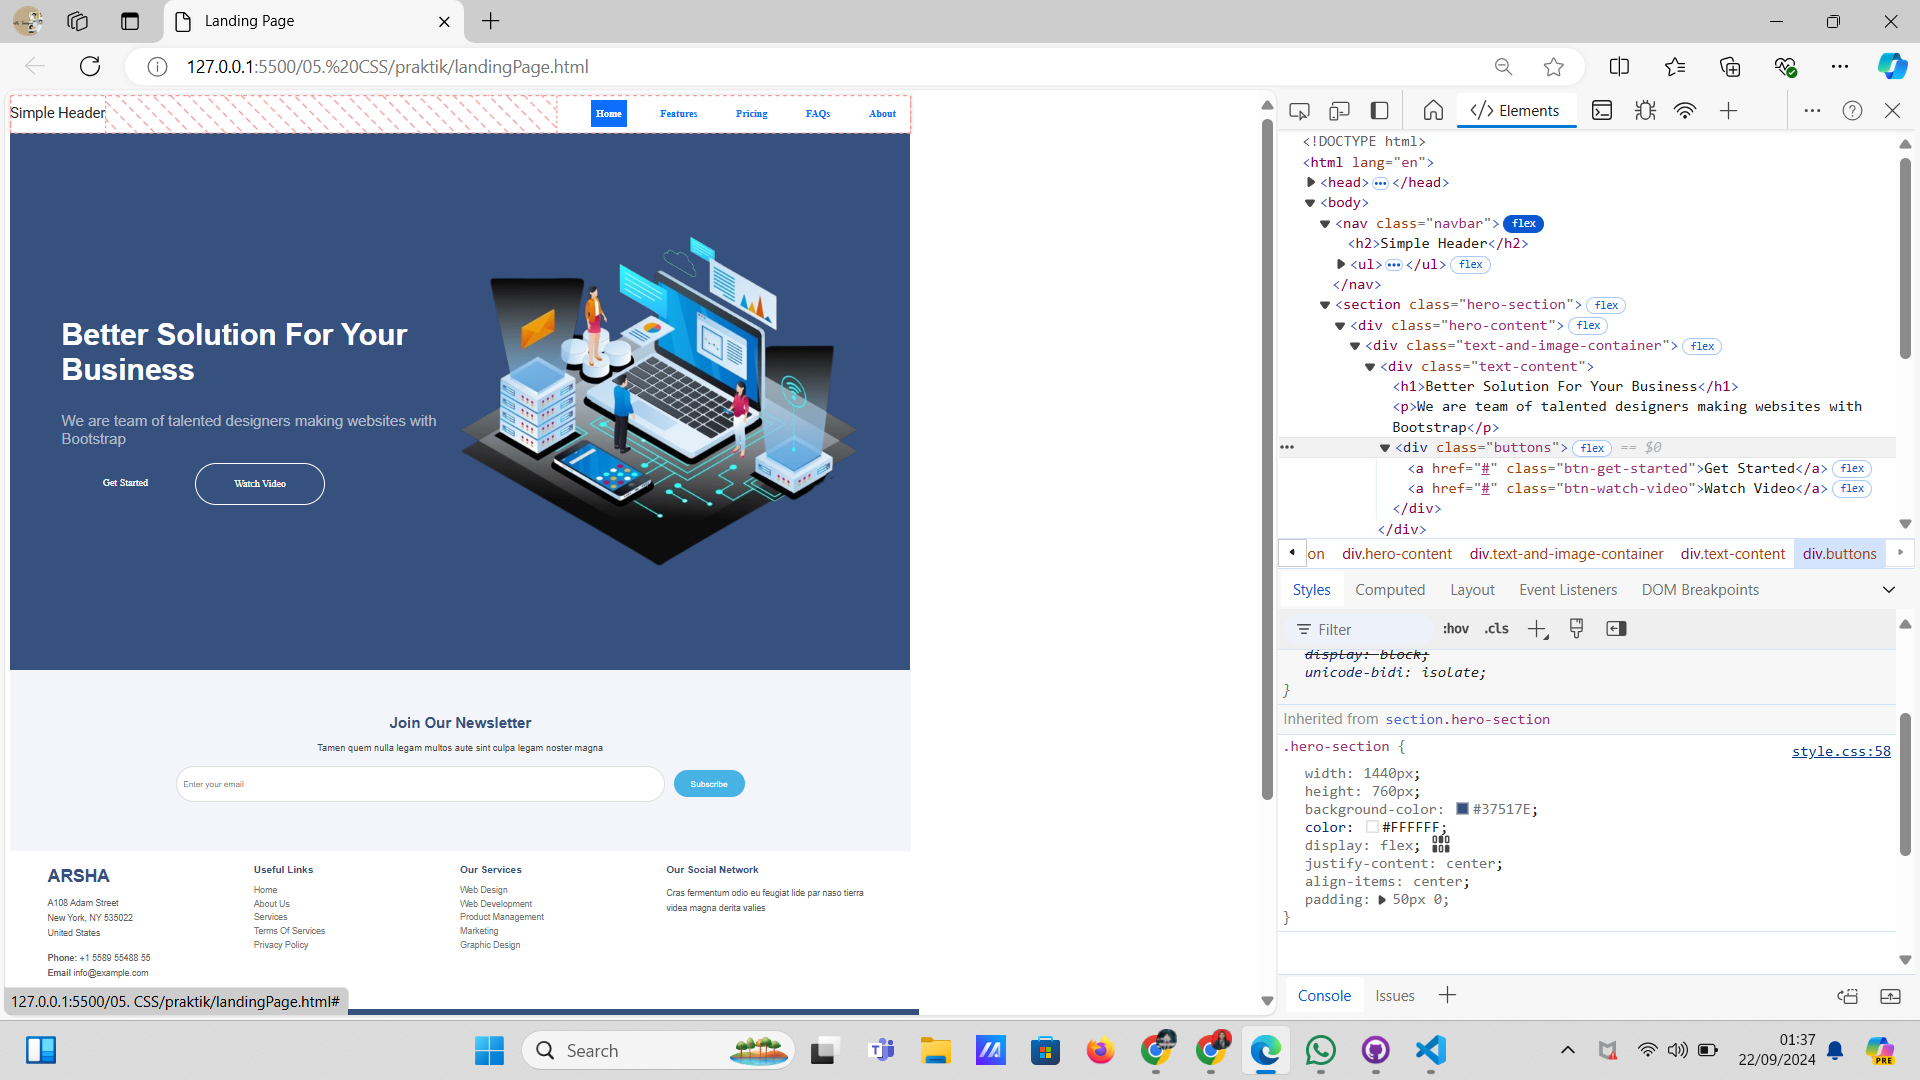 Landing Page
127.0.0.1:5500/05.%20CSS/praktik/landingPage.html
Simple Header
Home
Features
Pricing
FAQs
About
Better Solution For Your
Business
We are team of talented designers making websites with
Bootstrap
Get Started
Watch Video
Join Our Newsletter
Tamen quem nulla legam multos aute sint culpa legam noster magna
Enter your email
Subscribe
ARSHA
A108 Adam Street
New York, NY 535022
United States
Phone: +1 5589 55488 55
Email info@example.com
Useful Links
Home
About Us
Services
Terms Of Services
Privacy Policy
Our Services
Web Design
Web Development
Product Management
Marketing
Graphic Design
Our Social Network
Cras fermentum odio eu feugiat lide par naso tierra
videa magna derita valies
127.0.0.1:5500/05. CSS/praktik/landingPage.html#
Elements
<!DOCTYPE html>
<html lang="en">
<head> ••• </head>
<body>
<nav class="navbar"> flex
<h2>Simple Header</h2>
<ul> ••• </ul> flex
</nav>
<section class="hero-section"> flex
<div class="hero-content"> flex
<div class="text-and-image-container"> flex
<div class="text-content">
<h1>Better Solution For Your Business</h1>
<p>We are team of talented designers making websites with
Bootstrap</p>
<div class="buttons"> flex == $0
<a href="#" class="btn-get-started">Get Started</a> flex
<a href="#" class="btn-watch-video">Watch Video</a> flex
</div>
</div>
on div.hero-content div.text-and-image-container div.text-content div.buttons
Styles Computed Layout Event Listeners DOM Breakpoints
Filter :hov .cls
display: block;
unicode-bidi: isolate;
}
Inherited from section.hero-section
.hero-section {
style.css:58
width: 1440px;
height: 760px;
background-color: #37517E;
color: #FFFFFF;
display: flex;
justify-content: center;
align-items: center;
padding: 50px 0;
}
Console Issues
Search
PRE
01:37
22/09/2024